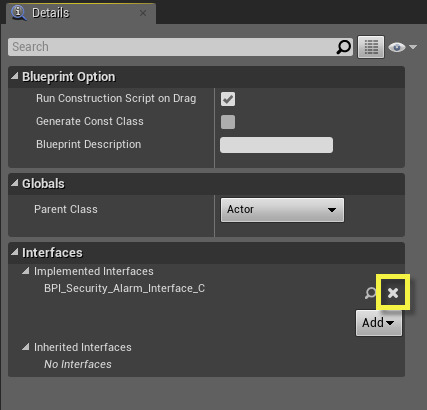 Details
Search
Blueprint Option
Run Construction Script on Drag
Generate Const Class
Blueprint Description
Globals
Parent Class Actor
Interfaces
Implemented Interfaces
BPI_Security_Alarm_Interface_C
Add
Inherited Interfaces
No Interfaces